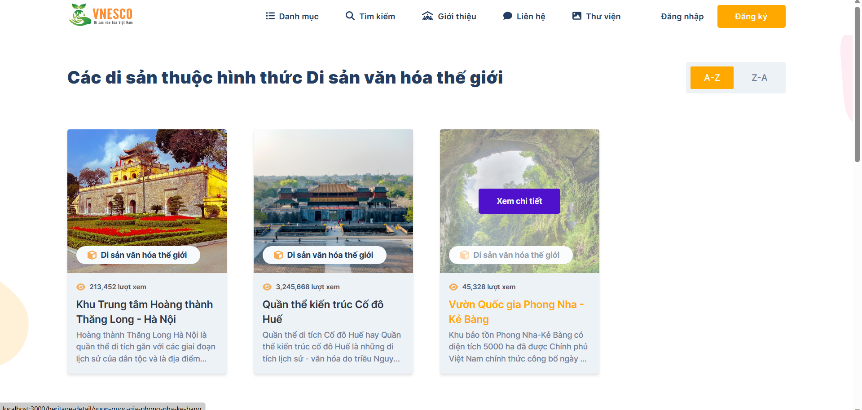 VNESCO
Danh mục
Tìm kiếm
Giới thiệu
Liên hệ
Thư viện
Đăng nhập
Đăng ký
Các di sản thuộc hình thức Di sản văn hóa thế giới
A-Z
Z-A
Di sản văn hóa thế giới
213,452 lượt xem
Khu Trung tâm Hoàng thành
Thăng Long - Hà Nội
Hoàng thành Thăng Long Hà Nội là
quần thể di tích gắn với các giai đoạn
lịch sử của dân tộc và là địa điểm...
Di sản văn hóa thế giới
3,245,668 lượt xem
Quần thể kiến trúc Cố đô
Huế
Quần thể di tích Cố đô Huế hay Quần
thể kiến trúc cố đô Huế là những di
tích lịch sử - văn hóa do triều Nguy...
Xem chi tiết
Di sản văn hóa thế giới
45,328 lượt xem
Vườn Quốc gia Phong Nha -
Kẻ Bàng
Khu bảo tồn Phong Nha-Kẻ Bàng có
diện tích 5000 ha đã được Chính phủ
Việt Nam chính thức công bố ngày ...